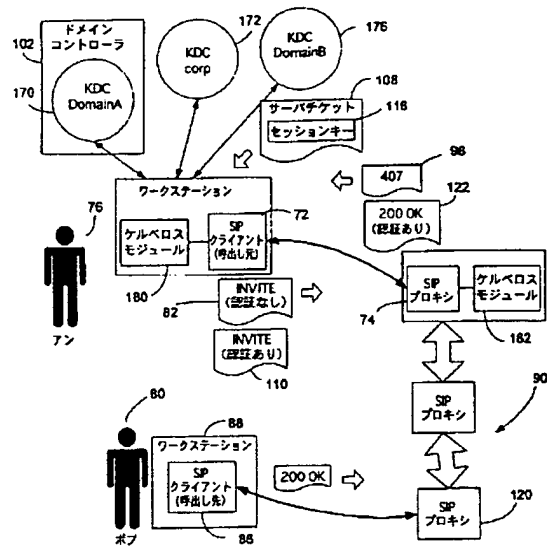 ドメイン
コントローラ
102
KDC
DomainA
170
KDC
corp
172
KDC
DomainB
176
108
サーバチケット
116
セッションキー
96
407
122
200 OK
(認証あり)
ワークステーション
72
76
ケルベロス
モジュール
SIP
クライアント
(呼出し元)
180
アン
82
INVITE
(認証なし)
INVITE
(認証あり)
110
SIP
プロキシ
ケルベロス
モジュール
74
182
SIP
プロキシ
90
80
88
ワークステーション
SIP
クライアント
(呼出し先)
86
ボブ
200 OK
SIP
プロキシ
120